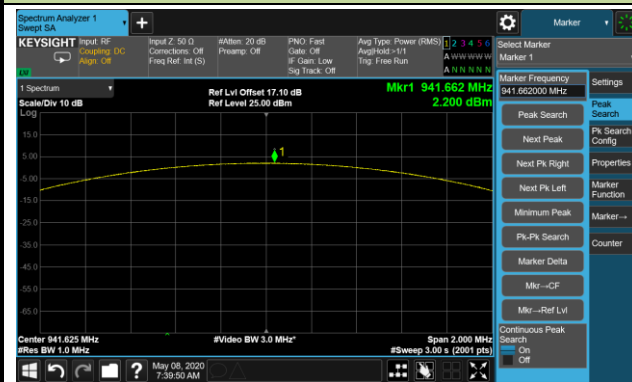 Spectrum Analyzer 1
Swept SA
Marker
KEYSIGHT
Input: RF
Coupling: DC
Align: Off
Input Z: 50 Ω
Corrections: Off
Freq Ref: Int (S)
#Atten: 20 dB
Preamp: Off
PNO: Fast
Gate: Off
IF Gain: Low
Sig Track: Off
Avg Type: Power (RMS)
Avg|Hold:>1/1
Trig: Free Run
1 2 3 4 5 6
A W W W W W
A N N N N N
Select Marker
Marker 1
1 Spectrum
Scale/Div 10 dB
Log
Ref Lvl Offset 17.10 dB
Ref Level 25.00 dBm
Mkr1 941.662 MHz
2.200 dBm
15.0
5.00
-5.00
-15.0
-25.0
-35.0
-45.0
-55.0
-65.0
1
Center 941.625 MHz
#Res BW 1.0 MHz
#Video BW 3.0 MHz*
Span 2.000 MHz
#Sweep 3.00 s (2001 pts)
Marker Frequency
941.662000 MHz
Peak Search
Next Peak
Next Pk Right
Next Pk Left
Minimum Peak
Pk-Pk Search
Marker Delta
Mkr→CF
Mkr→Ref Lvl
Continuous Peak
Search
On
Off
Settings
Peak
Search
Pk Search
Config
Properties
Marker
Function
Marker→
Counter
?
May 08, 2020
7:39:50 AM